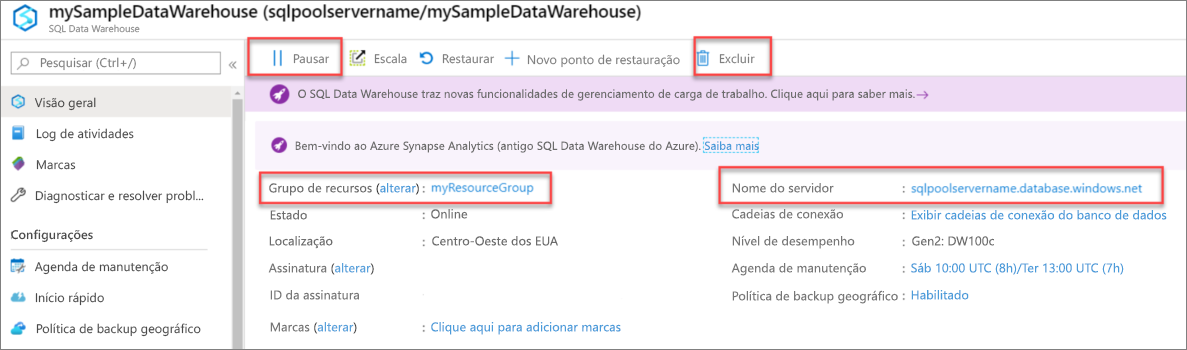 mySampleDataWarehouse (sqlpoolservername/mySampleDataWarehouse)
SQL Data Warehouse
Pesquisar (Ctrl+/)
«
Pausar
Escala
Restaurar
Novo ponto de restauração
Excluir
O SQL Data Warehouse traz novas funcionalidades de gerenciamento de carga de trabalho. Clique aqui para saber mais.→
Bem-vindo ao Azure Synapse Analytics (antigo SQL Data Warehouse do Azure). Saiba mais
Visão geral
Log de atividades
Marcas
Diagnosticar e resolver probl...
Configurações
Agenda de manutenção
Início rápido
Política de backup geográfico
Grupo de recursos (alterar) : myResourceGroup
Estado : Online
Localização : Centro-Oeste dos EUA
Assinatura (alterar)
ID da assinatura
Marcas (alterar) : Clique aqui para adicionar marcas
Nome do servidor : sqlpoolservername.database.windows.net
Cadeias de conexão : Exibir cadeias de conexão do banco de dados
Nível de desempenho : Gen2: DW100c
Agenda de manutenção : Sáb 10:00 UTC (8h)/Ter 13:00 UTC (7h)
Política de backup geográfico : Habilitado